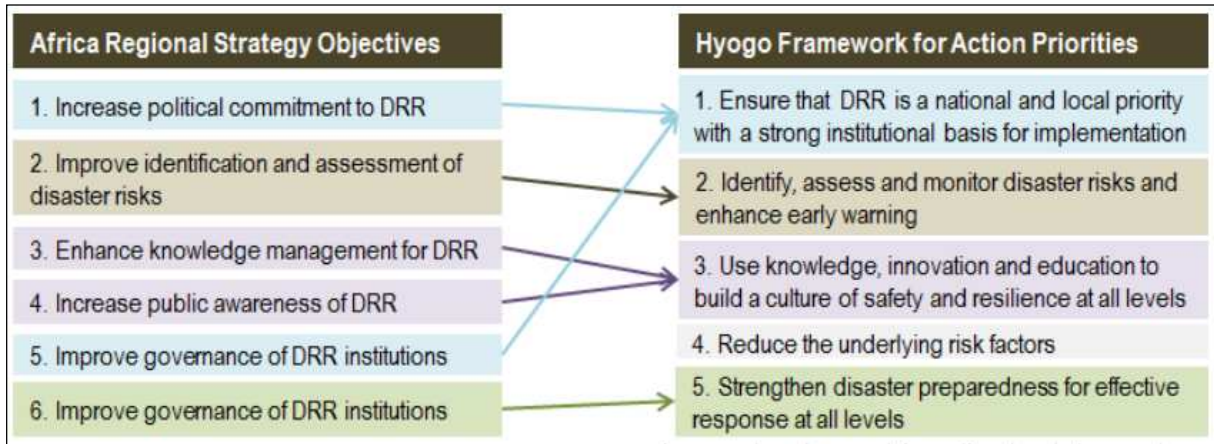 Africa Regional Strategy Objectives
1. Increase political commitment to DRR
2. Improve identification and assessment of
disaster risks
3. Enhance knowledge management for DRR
4. Increase public awareness of DRR
5. Improve governance of DRR institutions
6. Improve governance of DRR institutions
Hyogo Framework for Action Priorities
1. Ensure that DRR is a national and local priority
with a strong institutional basis for implementation
2. Identify, assess and monitor disaster risks and
enhance early warning
3. Use knowledge, innovation and education to
build a culture of safety and resilience at all levels
4. Reduce the underlying risk factors
5. Strengthen disaster preparedness for effective
response at all levels